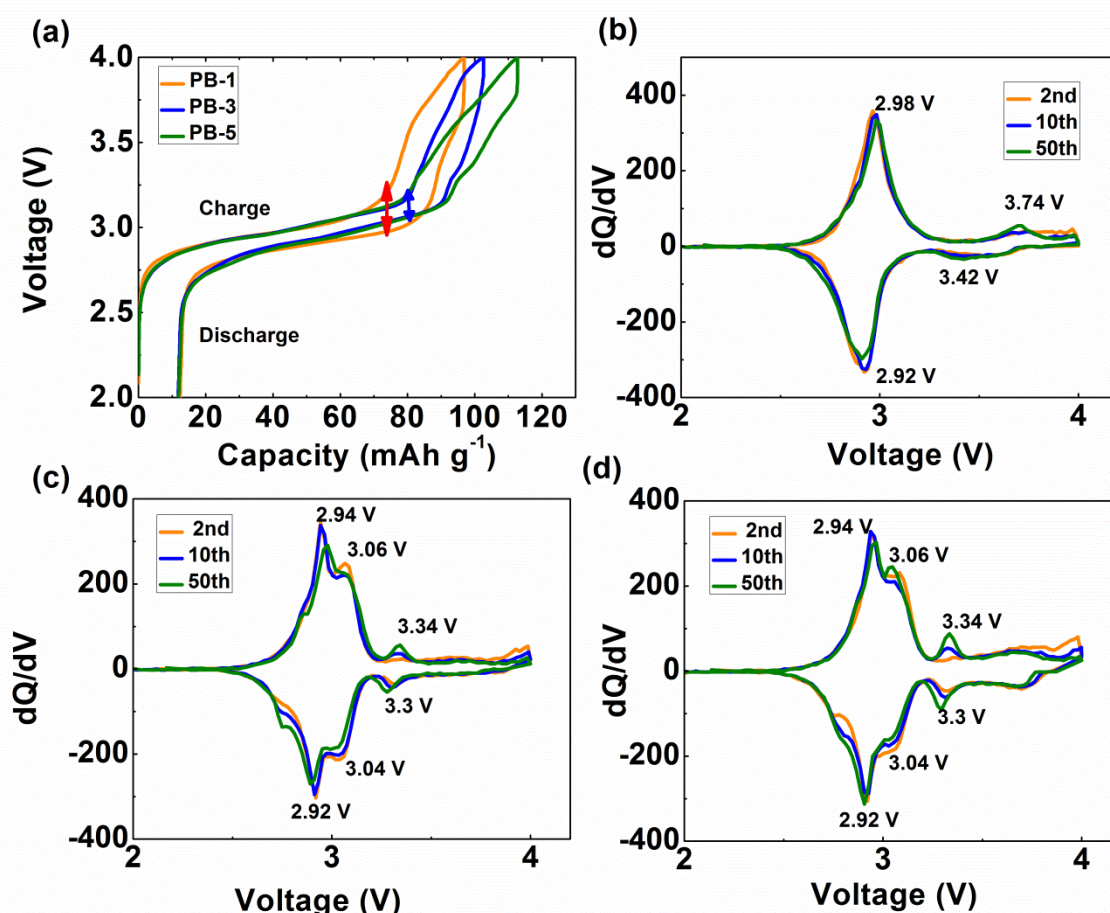 (a)
PB-1
PB-3
PB-5
Charge
Discharge
Voltage (V)
4.0
3.5
3.0
2.5
2.0
0 20 40 60 80 100 120
Capacity (mAh g⁻¹)
(b)
2nd
10th
50th
2.98 V
3.74 V
3.42 V
2.92 V
dQ/dV
400
200
0
-200
-400
2 3 4
Voltage (V)
(c)
2nd
10th
50th
2.94 V
3.06 V
3.34 V
3.3 V
3.04 V
2.92 V
dQ/dV
400
200
0
-200
-400
2 3 4
Voltage (V)
(d)
2nd
10th
50th
2.94 V
3.06 V
3.34 V
3.3 V
3.04 V
2.92 V
dQ/dV
400
200
0
-200
-400
2 3 4
Voltage (V)